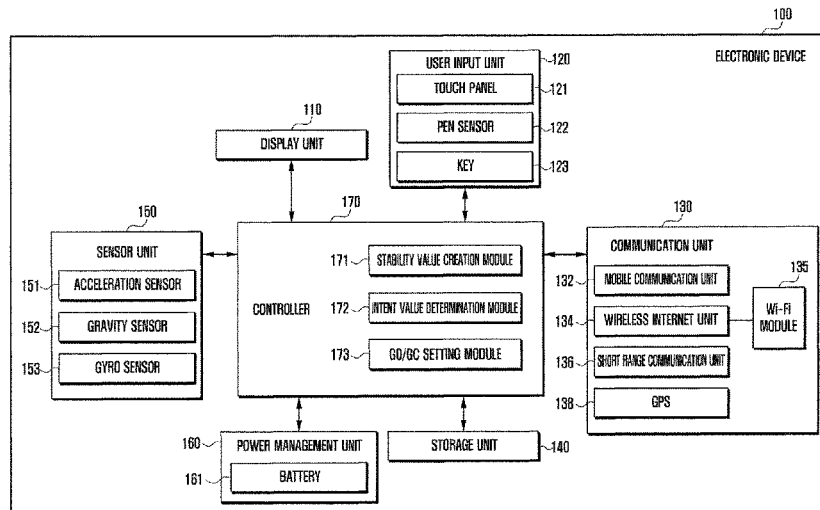 100
ELECTRONIC DEVICE
120
USER INPUT UNIT
TOUCH PANEL
121
PEN SENSOR
122
KEY
123
110
DISPLAY UNIT
150
SENSOR UNIT
151
ACCELERATION SENSOR
152
GRAVITY SENSOR
153
GYRO SENSOR
170
CONTROLLER
171
STABILITY VALUE CREATION MODULE
172
INTENT VALUE DETERMINATION MODULE
173
GO/GC SETTING MODULE
130
COMMUNICATION UNIT
132
MOBILE COMMUNICATION UNIT
134
WIRELESS INTERNET UNIT
135
Wi-Fi
MODULE
136
SHORT RANGE COMMUNICATION UNIT
138
GPS
160
POWER MANAGEMENT UNIT
161
BATTERY
STORAGE UNIT
140